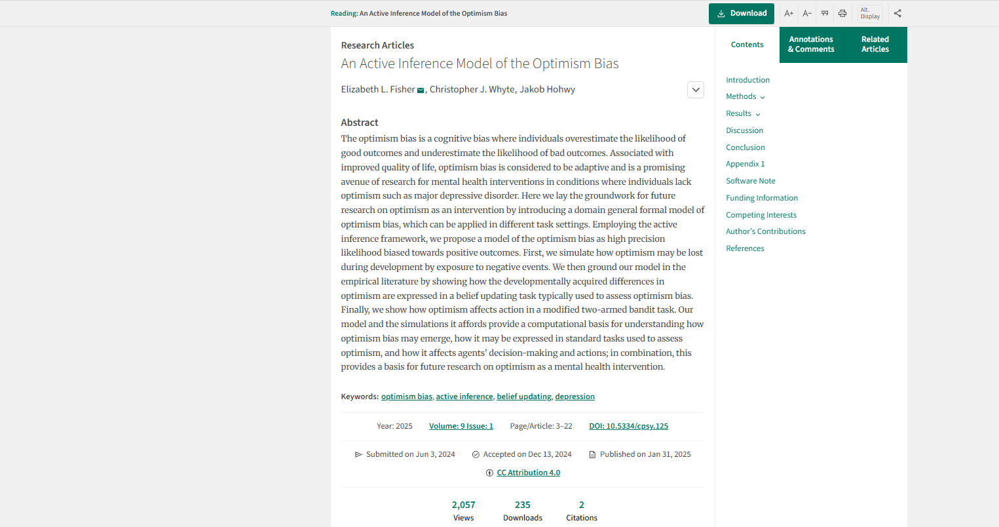 Reading: An Active Inference Model of the Optimism Bias
Download
A+
A−
Alt.
Display
Research Articles
An Active Inference Model of the Optimism Bias
Elizabeth L. Fisher, Christopher J. Whyte, Jakob Hohwy
Abstract
The optimism bias is a cognitive bias where individuals overestimate the likelihood of
good outcomes and underestimate the likelihood of bad outcomes. Associated with
improved quality of life, optimism bias is considered to be adaptive and is a promising
avenue of research for mental health interventions in conditions where individuals lack
optimism such as major depressive disorder. Here we lay the groundwork for future
research on optimism as an intervention by introducing a domain general formal model of
optimism bias, which can be applied in different task settings. Employing the active
inference framework, we propose a model of the optimism bias as high precision
likelihood biased towards positive outcomes. First, we simulate how optimism may be lost
during development by exposure to negative events. We then ground our model in the
empirical literature by showing how the developmentally acquired differences in
optimism are expressed in a belief updating task typically used to assess optimism bias.
Finally, we show how optimism affects action in a modified two-armed bandit task. Our
model and the simulations it affords provide a computational basis for understanding how
optimism bias may emerge, how it may be expressed in standard tasks used to assess
optimism, and how it affects agents’ decision-making and actions; in combination, this
provides a basis for future research on optimism as a mental health intervention.
Keywords: optimism bias, active inference, belief updating, depression
Year: 2025 Volume: 9 Issue: 1 Page/Article: 3–22 DOI: 10.5334/cpsy.125
Submitted on Jun 3, 2024 Accepted on Dec 13, 2024 Published on Jan 31, 2025
CC Attribution 4.0
2,057 235 2
Views Downloads Citations
Contents
Annotations
& Comments
Related
Articles
Introduction
Methods
Results
Discussion
Conclusion
Appendix 1
Software Note
Funding Information
Competing Interests
Author’s Contributions
References